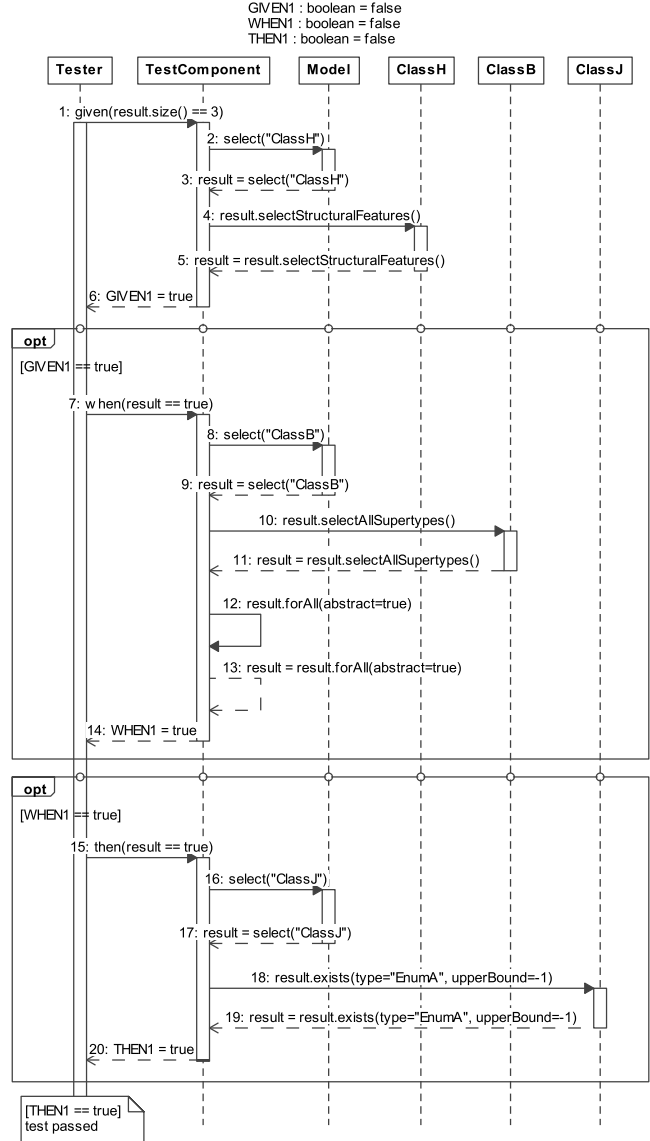 GIVEN1 : boolean = false
WHEN1 : boolean = false
THEN1 : boolean = false
Tester TestComponent Model ClassH ClassB ClassJ
1: given(result.size() == 3)
2: select("ClassH")
3: result = select("ClassH")
4: result.selectStructuralFeatures()
5: result = result.selectStructuralFeatures()
6: GIVEN1 = true
opt
[GIVEN1 == true]
7: when(result == true)
8: select("ClassB")
9: result = select("ClassB")
10: result.selectAllSupertypes()
11: result = result.selectAllSupertypes()
12: result.forAll(abstract=true)
13: result = result.forAll(abstract=true)
14: WHEN1 = true
opt
[WHEN1 == true]
15: then(result == true)
16: select("ClassJ")
17: result = select("ClassJ")
18: result.exists(type="EnumA", upperBound=-1)
19: result = result.exists(type="EnumA", upperBound=-1)
20: THEN1 = true
[THEN1 == true]
test passed